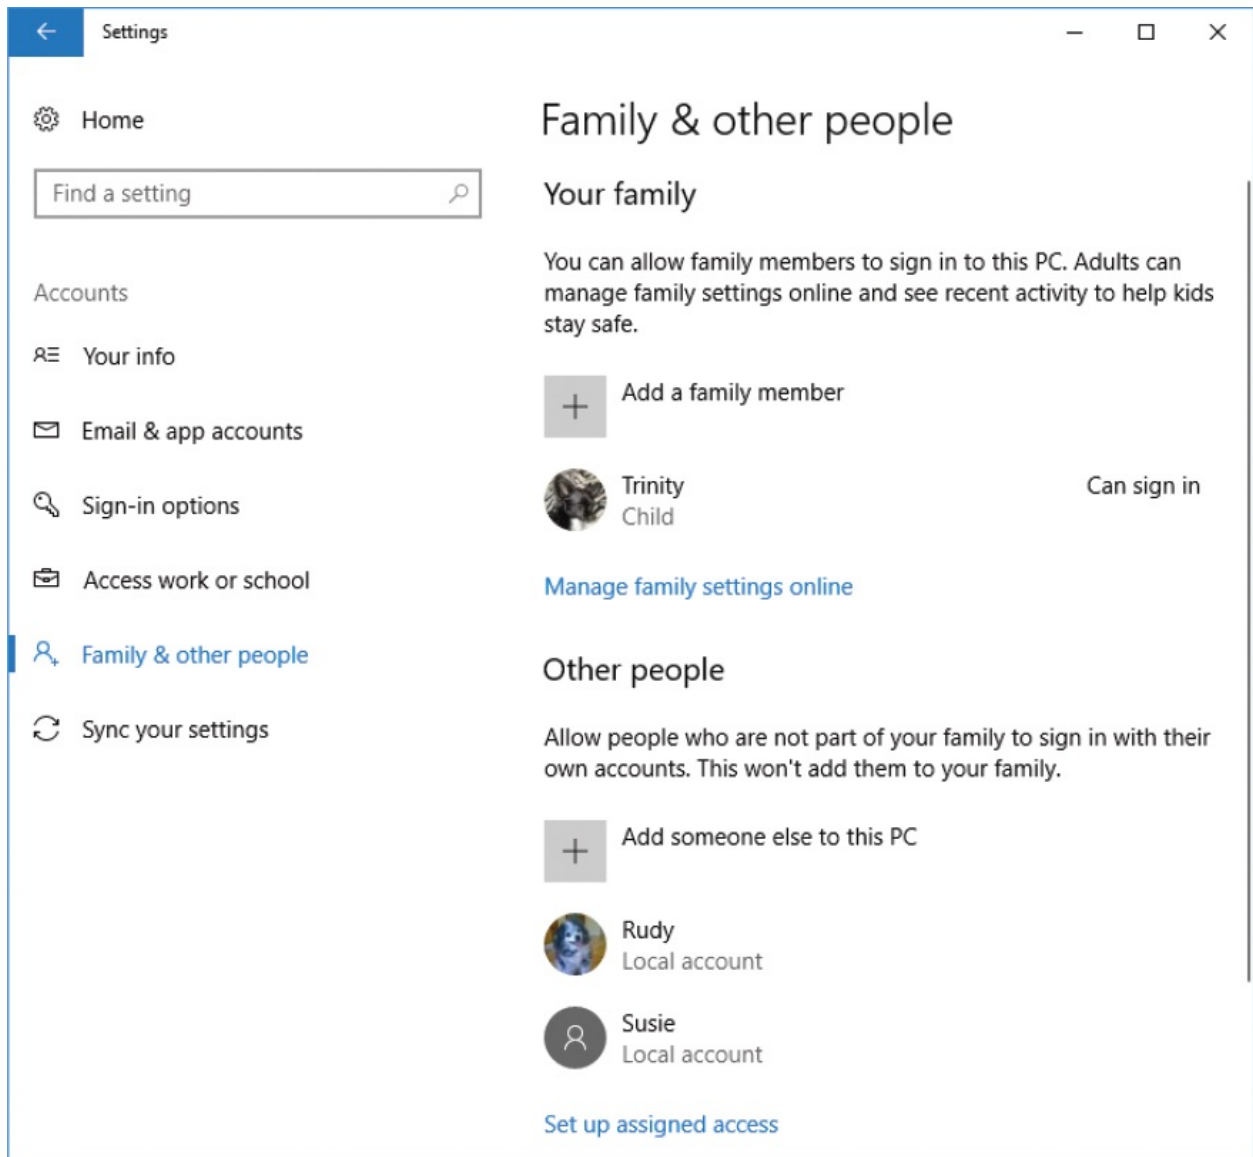 Settings
Home
Find a setting
Accounts
Your info
Email & app accounts
Sign-in options
Access work or school
Family & other people
Sync your settings
Family & other people
Your family
You can allow family members to sign in to this PC. Adults can
manage family settings online and see recent activity to help kids
stay safe.
Add a family member
Trinity
Can sign in
Child
Manage family settings online
Other people
Allow people who are not part of your family to sign in with their
own accounts. This won't add them to your family.
Add someone else to this PC
Rudy
Local account
Susie
Local account
Set up assigned access